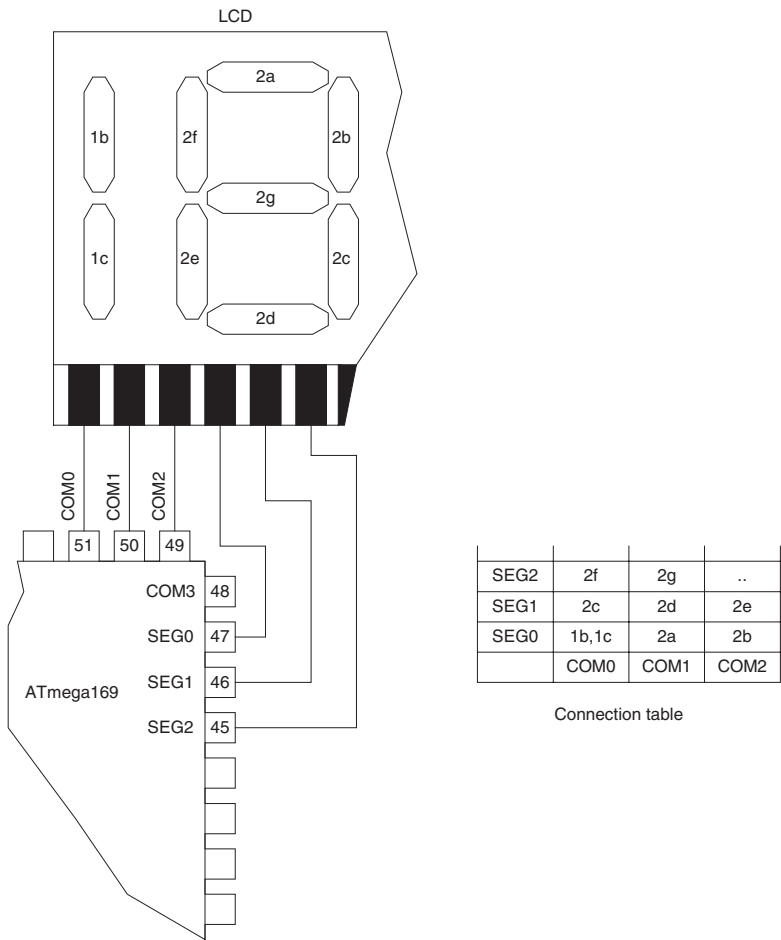 LCD
2a
1b 2f 2b
2g
1c 2e 2c
2d
COM0 COM1 COM2
51 50 49
COM3 48
SEG0 47
SEG1 46
ATmega169
SEG2 45
SEG2 2f 2g ..
SEG1 2c 2d 2e
SEG0 1b,1c 2a 2b
COM0 COM1 COM2
Connection table